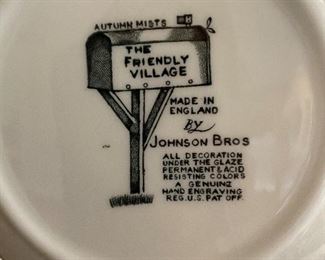 AUTUMN MISTS
THE
FRIENDLY
VILLAGE
MADE IN
ENGLAND
BY
JOHNSON BROS
ALL DECORATION
UNDER THE GLAZE
PERMANENT & ACID
RESISTING COLORS
A GENUINE
HAND ENGRAVING
REG. U.S. PAT OFF.